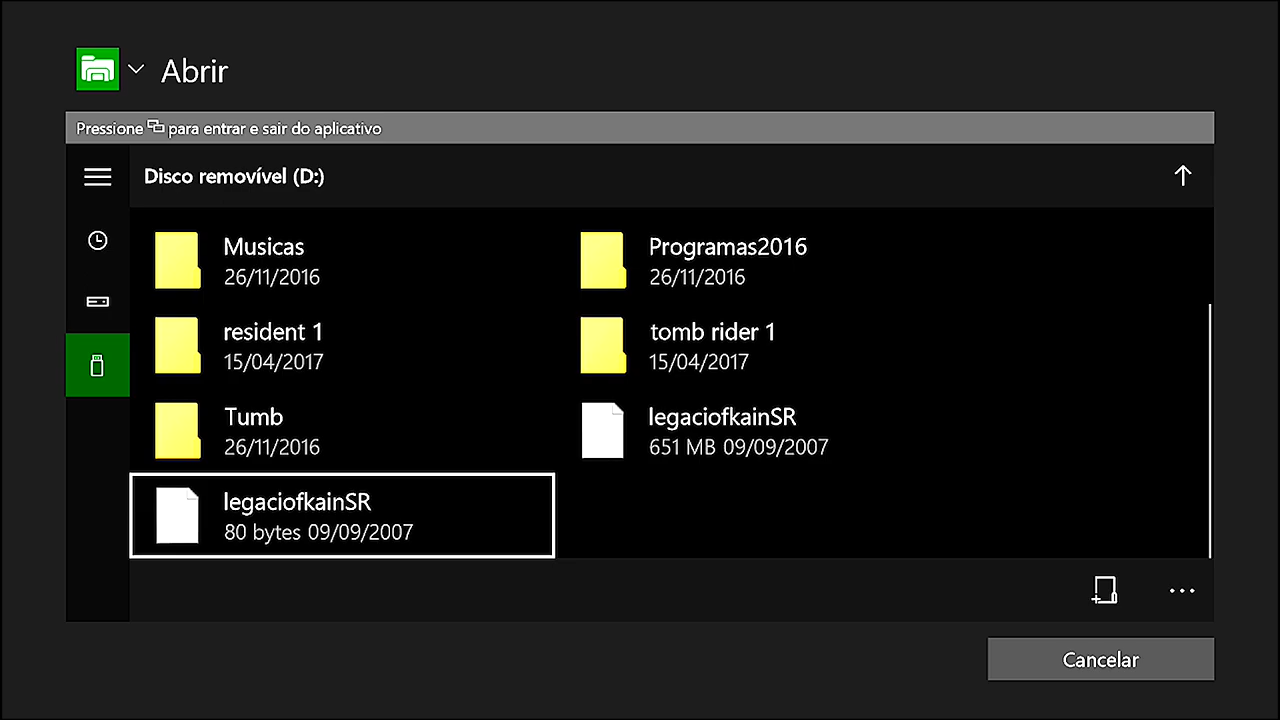 Abrir
Pressione para entrar e sair do aplicativo
Disco removível (D:)
Musicas
26/11/2016
Programas2016
26/11/2016
resident 1
15/04/2017
tomb rider 1
15/04/2017
Tumb
26/11/2016
legaciofkainSR
651 MB 09/09/2007
legaciofkainSR
80 bytes 09/09/2007
Cancelar